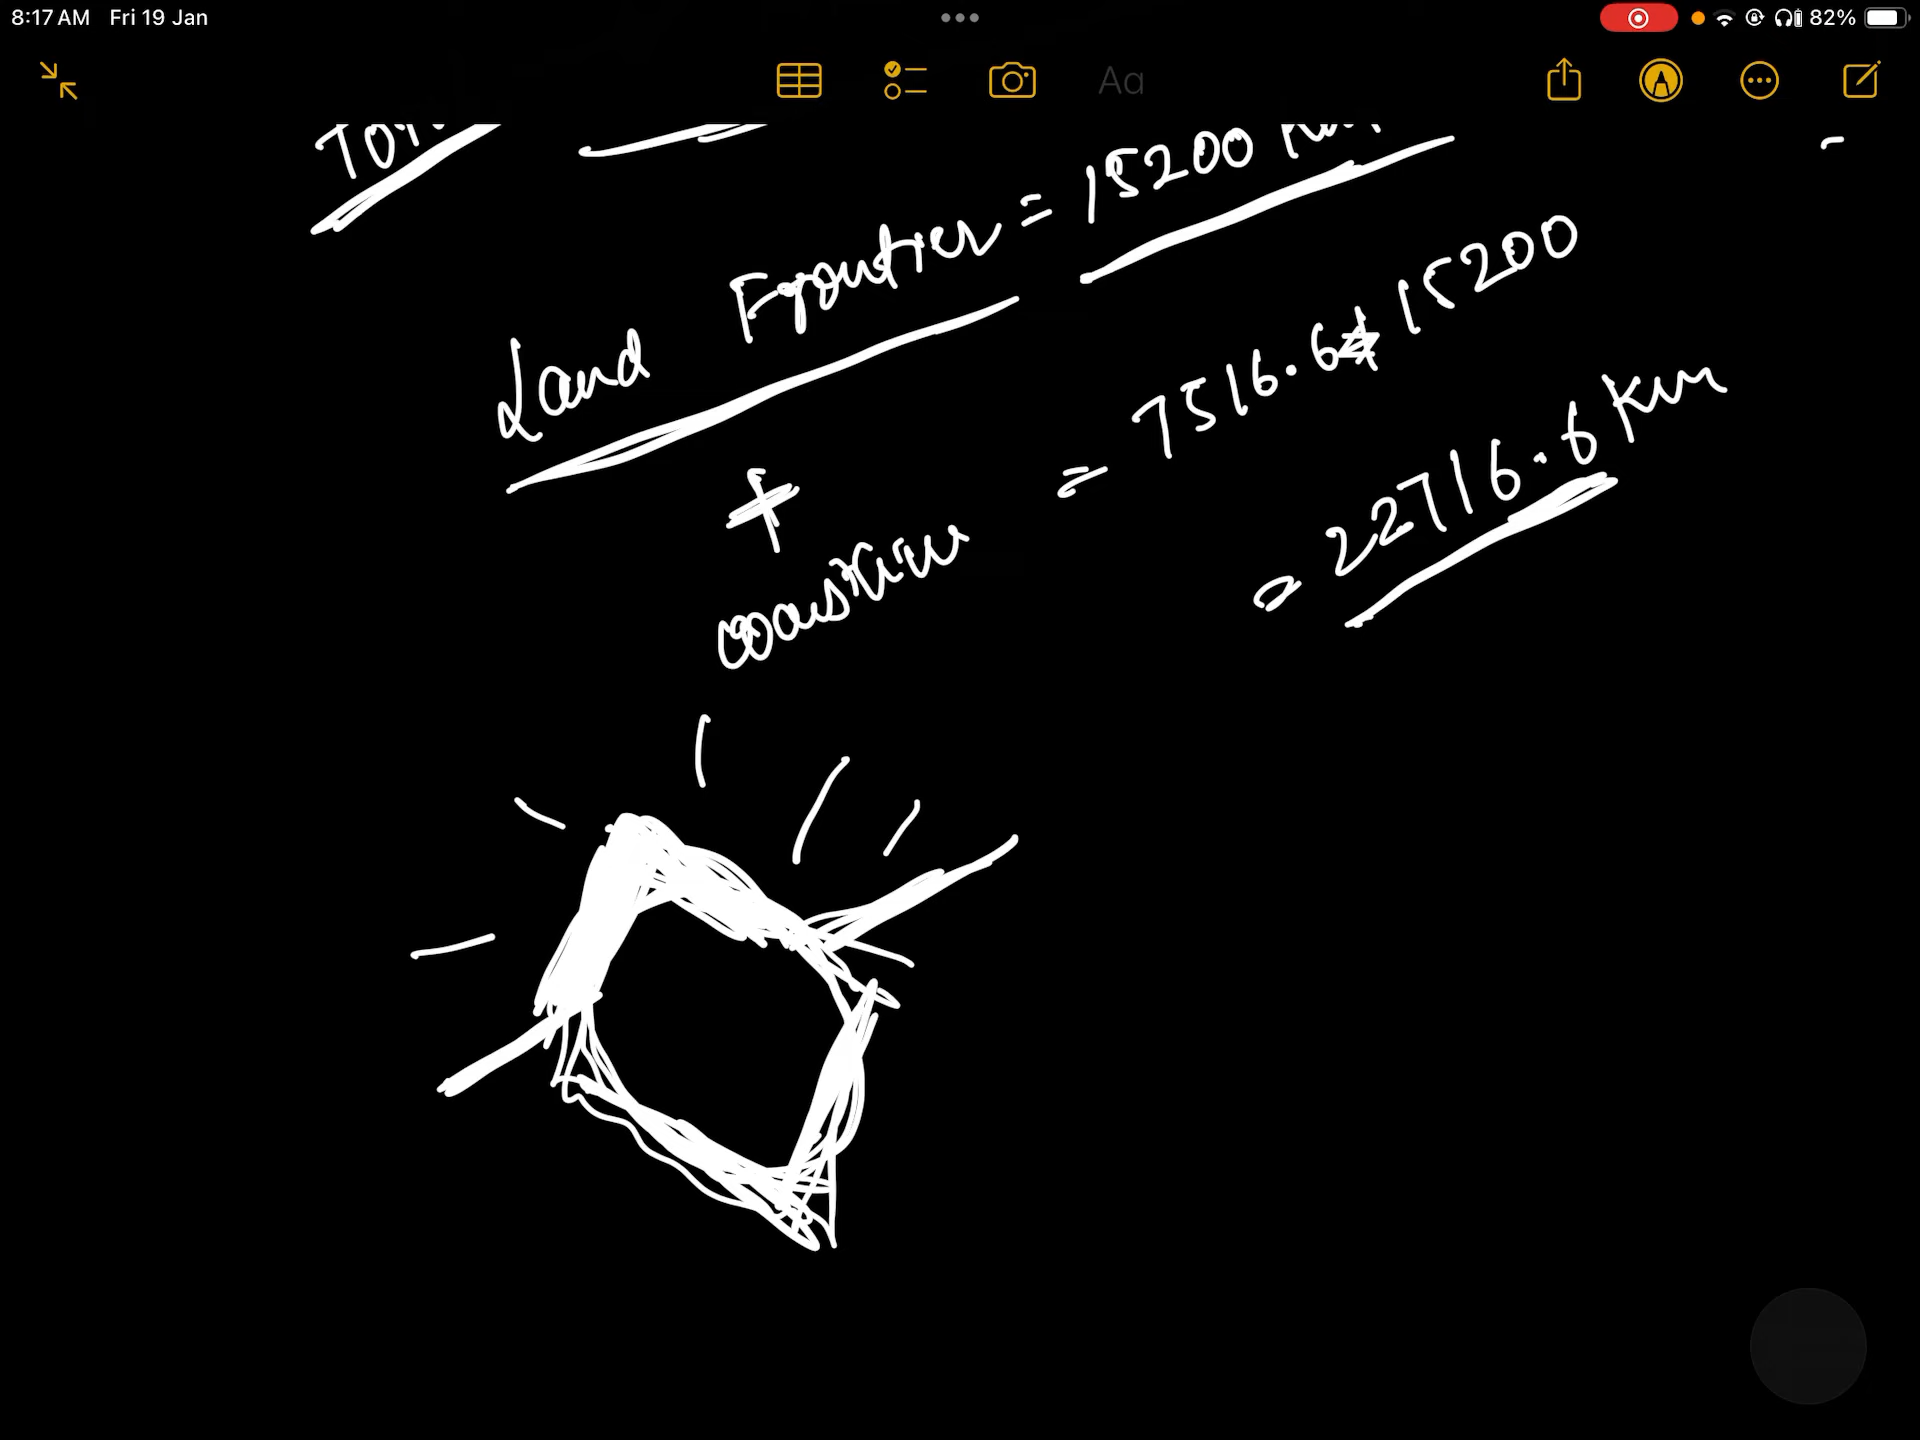 8:17 AM Fri 19 Jan
82%
Aa
Land Frontier = 15200
+
coastline
= 7516.6 + 15200
= 22716.6 Km